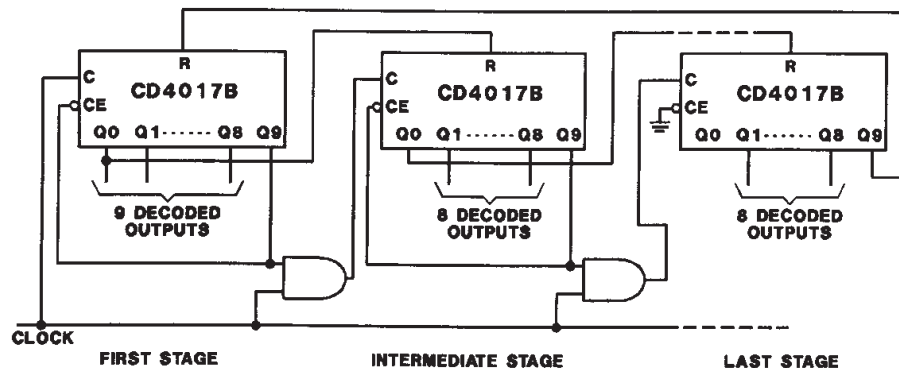 R
C
CD4017B
CE
Q0 Q1 ······ Q8 Q9
9 DECODED
OUTPUTS
R
C
CD4017B
CE
Q0 Q1 ······ Q8 Q9
8 DECODED
OUTPUTS
R
C
CD4017B
CE
Q0 Q1 ······ Q8 Q9
8 DECODED
OUTPUTS
CLOCK
FIRST STAGE
INTERMEDIATE STAGE
LAST STAGE